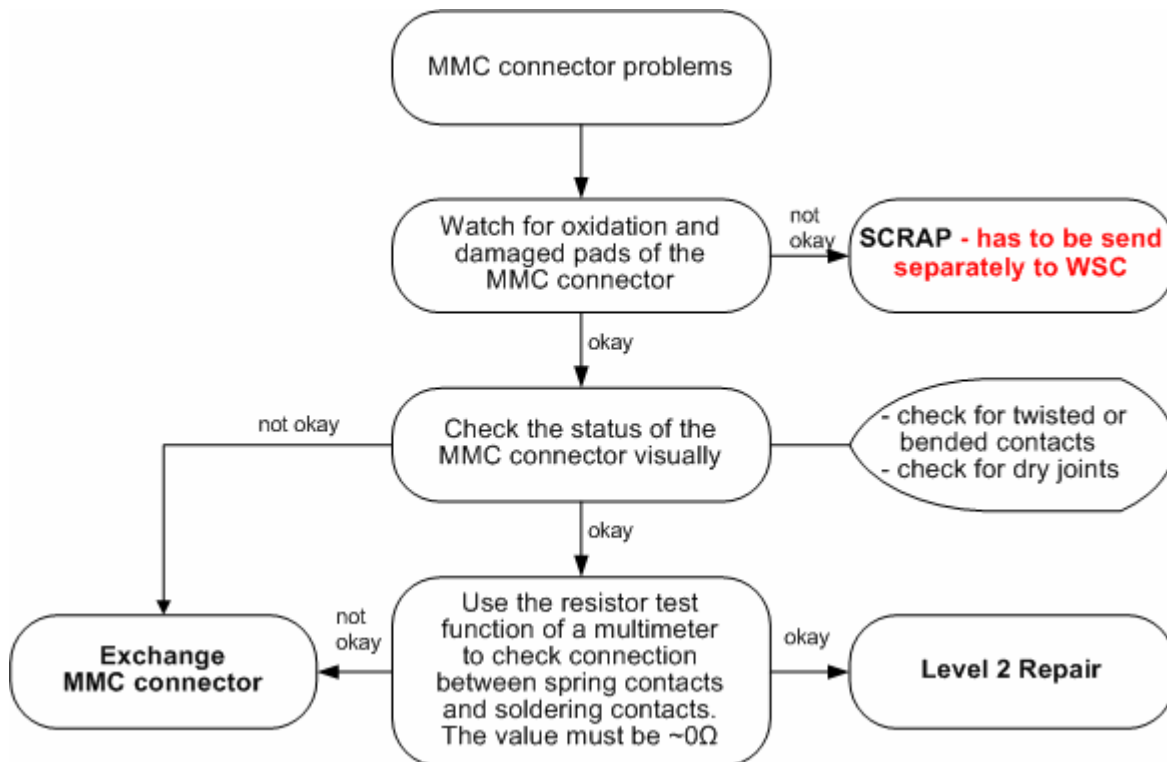 MMC connector problems
Watch for oxidation and
damaged pads of the
MMC connector
not
okay
SCRAP - has to be send
separately to WSC
okay
not okay
Check the status of the
MMC connector visually
- check for twisted or
bended contacts
- check for dry joints
okay
Exchange
MMC connector
not
okay
Use the resistor test
function of a multimeter
to check connection
between spring contacts
and soldering contacts.
The value must be ~0Ω
okay
Level 2 Repair